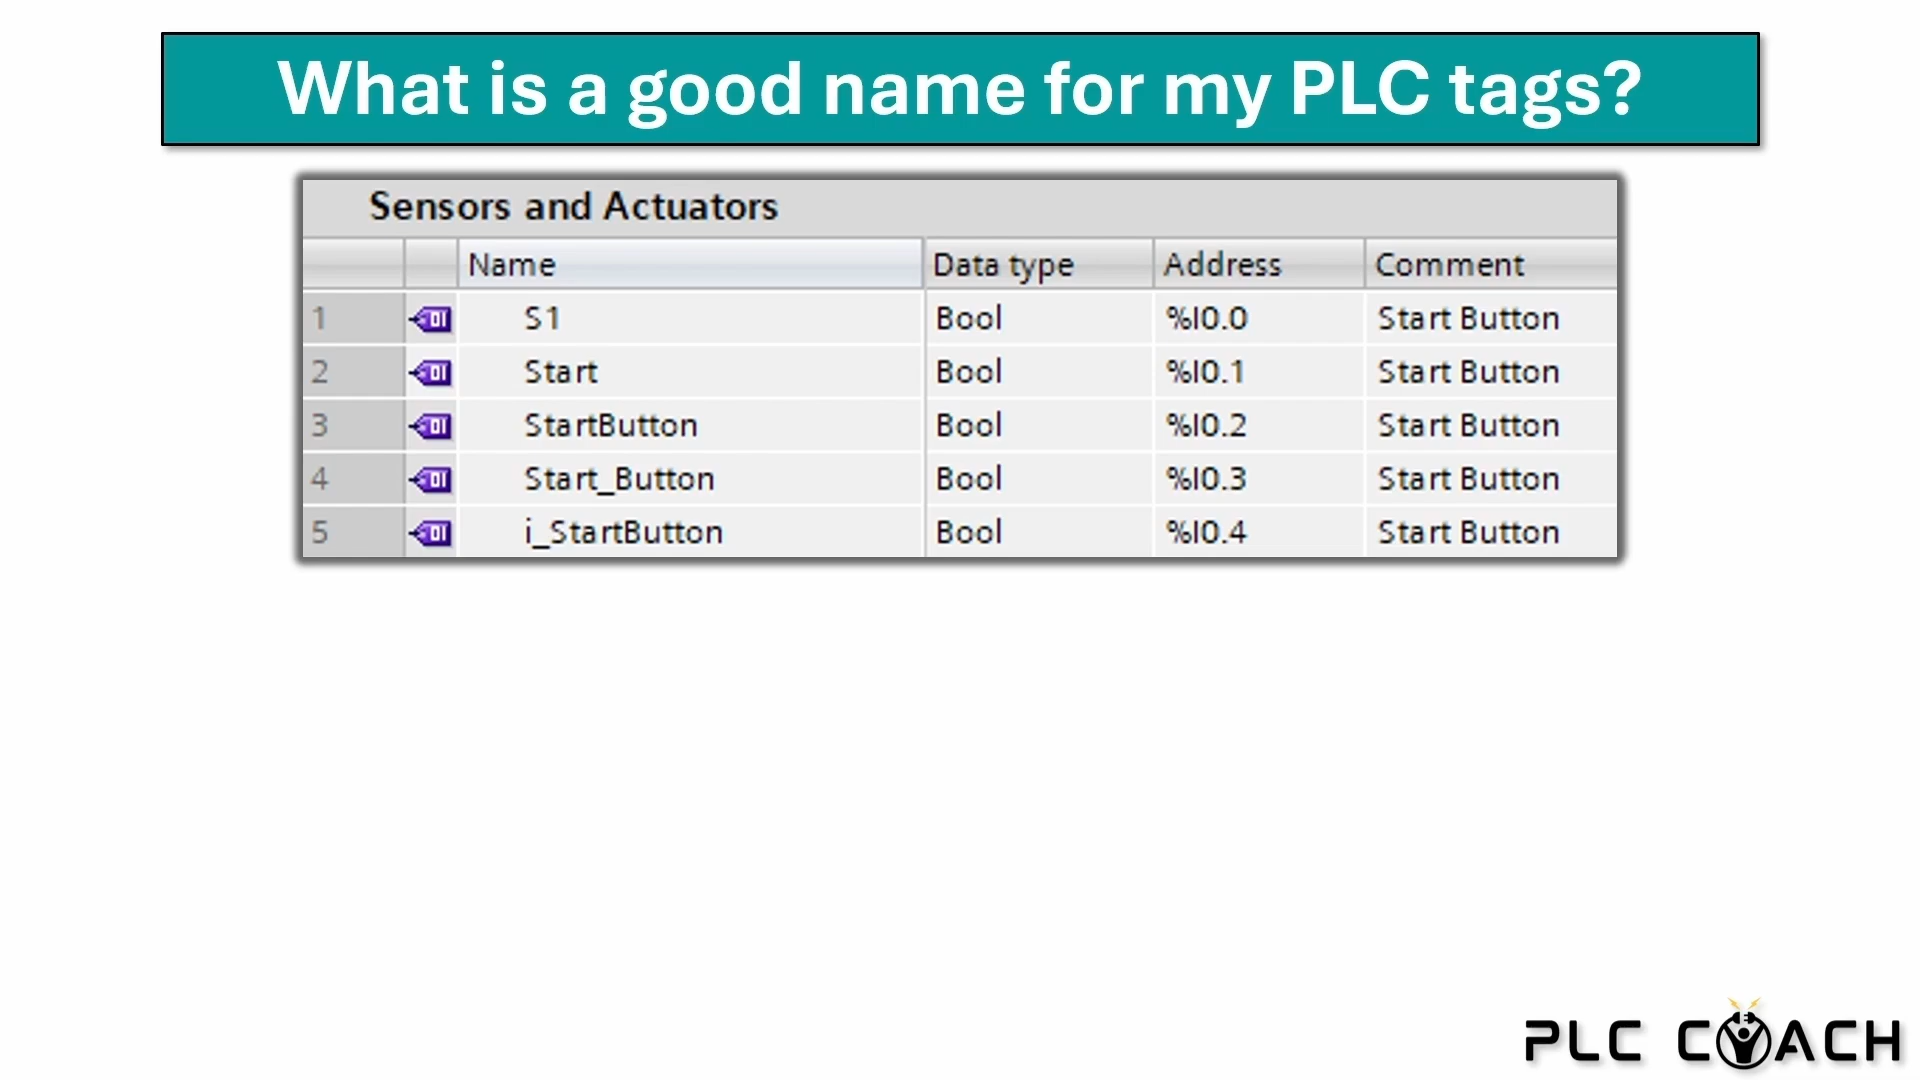 What is a good name for my PLC tags?
Sensors and Actuators
Name Data type Address Comment
1 S1 Bool %I0.0 Start Button
2 Start Bool %I0.1 Start Button
3 StartButton Bool %I0.2 Start Button
4 Start_Button Bool %I0.3 Start Button
5 i_StartButton Bool %I0.4 Start Button
PLC COACH